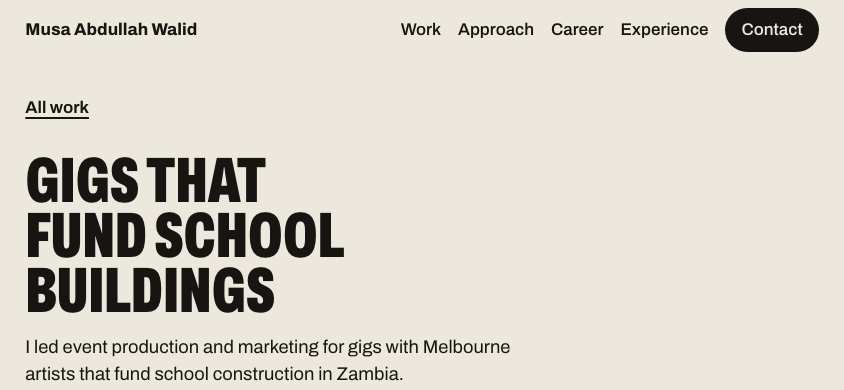 Musa Abdullah Walid
Work Approach Career Experience Contact
All work
GIGS THAT
FUND SCHOOL
BUILDINGS
I led event production and marketing for gigs with Melbourne
artists that fund school construction in Zambia.